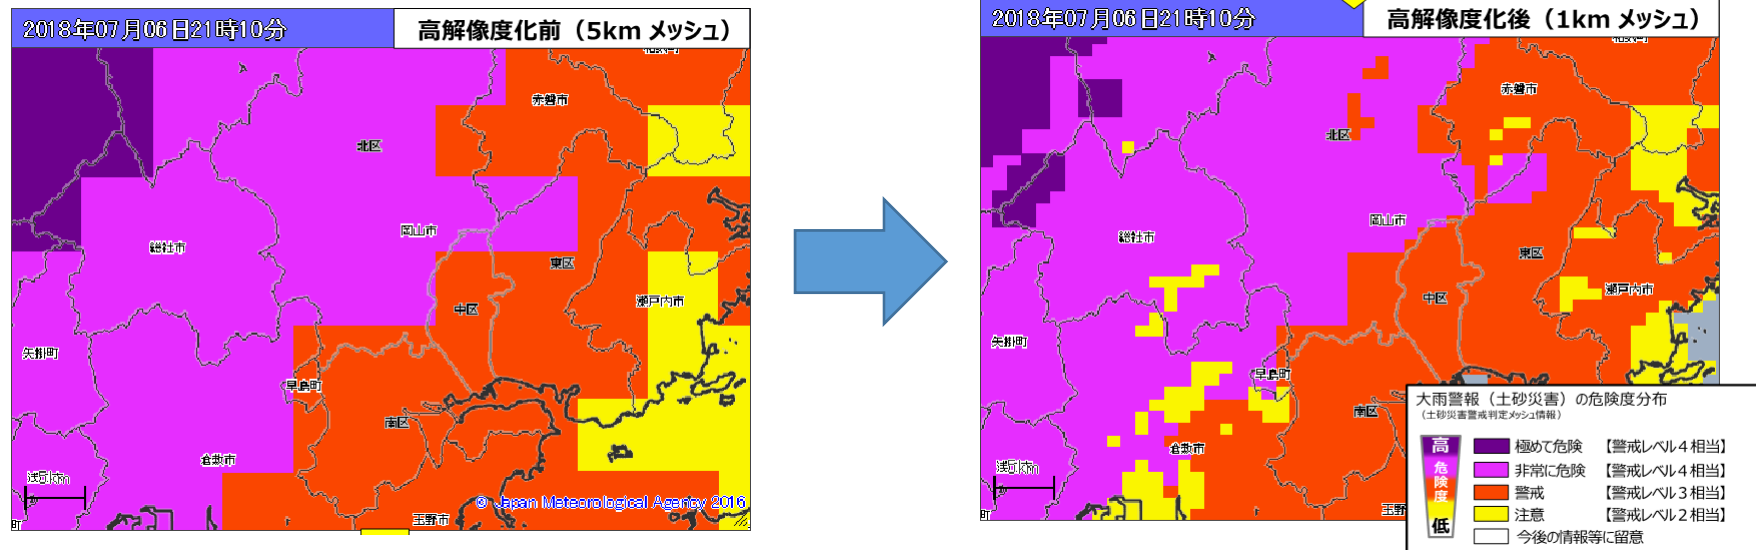 2018年07月06日21時10分
高解像度化前（5km メッシュ）
赤磐市
北区
岡山市
総社市
東区
瀬戸内市
中区
矢掛町
早島町
南区
倉敷市
© Japan Meteorological Agency 2016
玉野市
町
2018年07月06日21時10分
高解像度化後（1km メッシュ）
赤磐市
北区
岡山市
総社市
東区
瀬戸内市
中区
矢掛町
早島町
南区
倉敷市
玉野
町
大雨警報（土砂災害）の危険度分布
（土砂災害警戒判定メッシュ情報）
高
危険度
低
極めて危険 【警戒レベル４相当】
非常に危険 【警戒レベル４相当】
警戒 【警戒レベル３相当】
注意 【警戒レベル２相当】
今後の情報等に留意